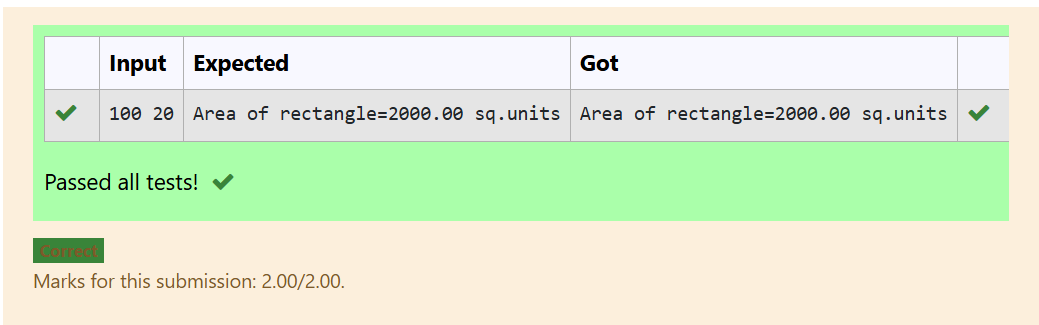 Input Expected Got
100 20 Area of rectangle=2000.00 sq.units Area of rectangle=2000.00 sq.units
Passed all tests!
Correct
Marks for this submission: 2.00/2.00.